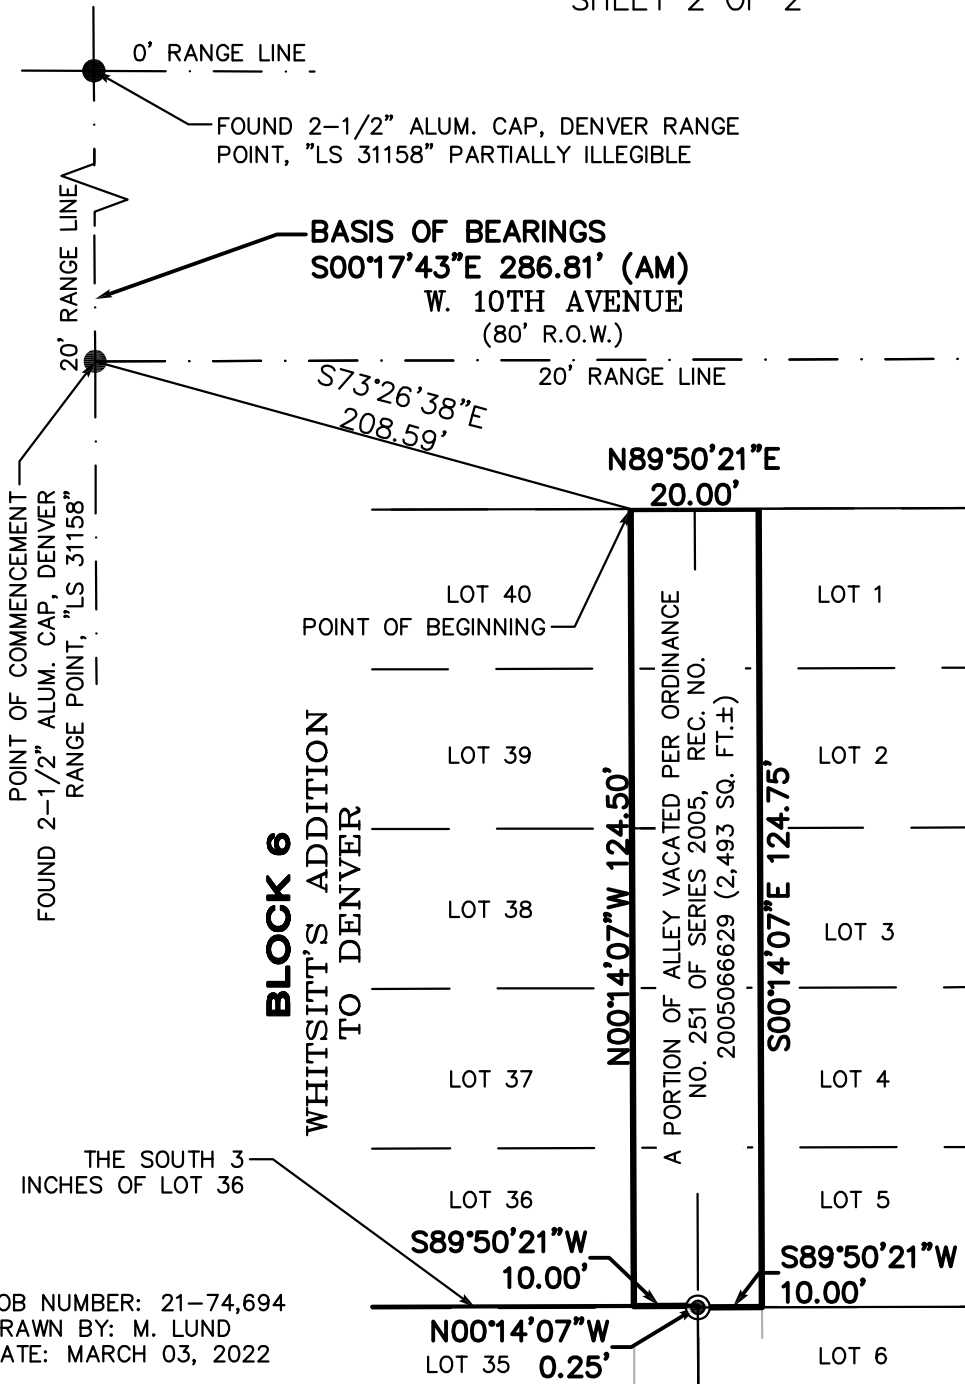 SHEET 2 OF 2
0' RANGE LINE
FOUND 2-1/2" ALUM. CAP, DENVER RANGE
POINT, "LS 31158" PARTIALLY ILLEGIBLE
20' RANGE LINE
BASIS OF BEARINGS
S00°17'43"E 286.81' (AM)
W. 10TH AVENUE
(80' R.O.W.)
20' RANGE LINE
S73°26'38"E
208.59'
N89°50'21"E
20.00'
POINT OF COMMENCEMENT
FOUND 2-1/2" ALUM. CAP, DENVER
RANGE POINT, "LS 31158"
LOT 40
LOT 1
POINT OF BEGINNING
LOT 39
LOT 2
BLOCK 6
WHITSITT'S ADDITION
TO DENVER
N00°14'07"W 124.50'
A PORTION OF ALLEY VACATED PER ORDINANCE
NO. 251 OF SERIES 2005, REC. NO.
2005066629 (2,493 SQ. FT.±)
S00°14'07"E 124.75'
LOT 38
LOT 3
LOT 37
LOT 4
THE SOUTH 3
INCHES OF LOT 36
LOT 36
LOT 5
S89°50'21"W
10.00'
S89°50'21"W
10.00'
N00°14'07"W
0.25'
LOT 35
LOT 6
OB NUMBER: 21-74,694
RAWN BY: M. LUND
ATE: MARCH 03, 2022